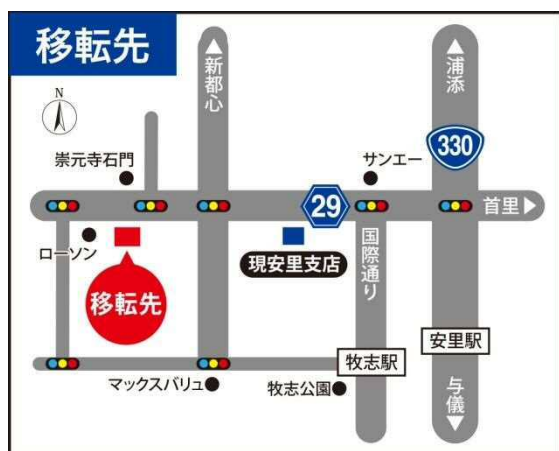 移転先
N
▲新都心
▲浦添
330
崇元寺石門
サンエー
29
首里▶
ローソン
現安里支店
国際通り
移転先
安里駅
牧志駅
マックスバリュ
牧志公園
与儀▼